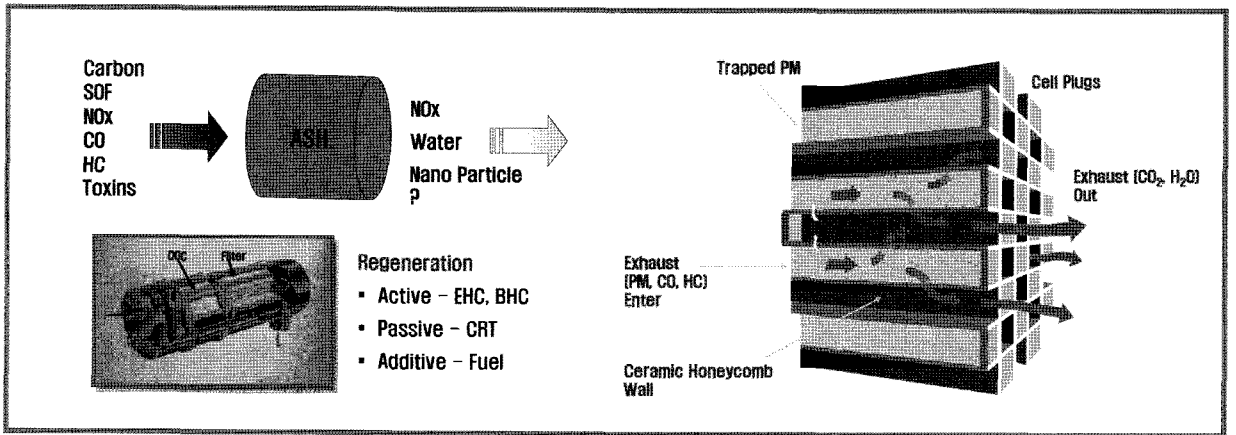 Carbon
SOF
NOx
CO
HC
Toxins
ASH
NOx
Water
Nano Particle
?
DOC
Filter
Regeneration
▪ Active – EHC, BHC
▪ Passive – CRT
▪ Additive – Fuel
Trapped PM
Cell Plugs
Exhaust (CO₂, H₂O)
Out
Exhaust
(PM, CO, HC)
Enter
Ceramic Honeycomb
Wall